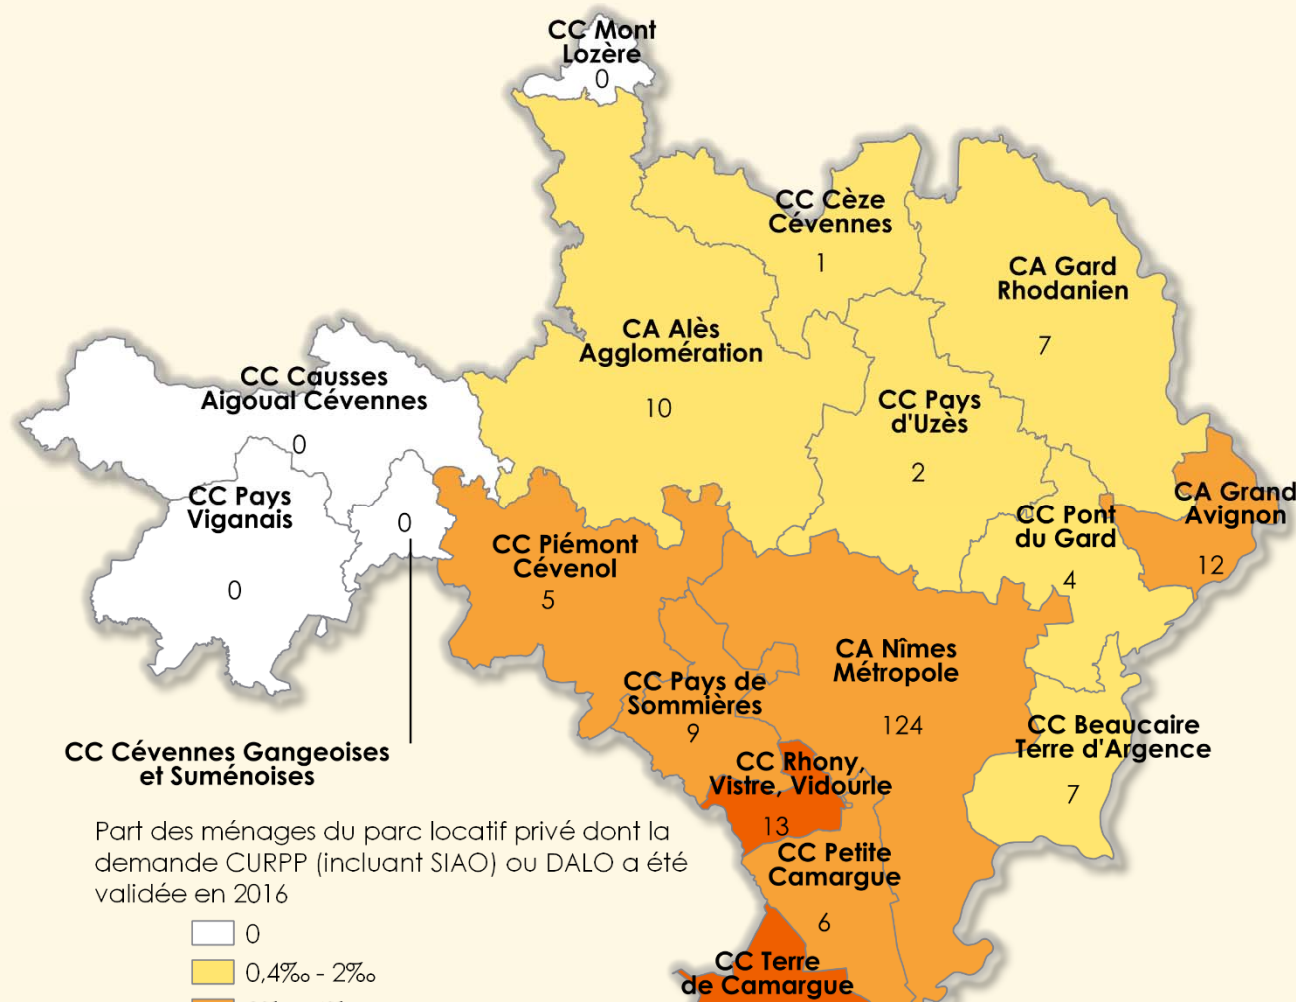 CC Mont
Lozère
0
CC Cèze
Cévennes
1
CA Gard
Rhodanien
7
CA Alès
Agglomération
10
CC Causses
Aigoual Cévennes
0
CC Pays
d'Uzès
2
CC Pays
Viganais
0
0
CC Piémont
Cévenol
5
CC Pont
du Gard
4
CA Grand
Avignon
12
CA Nîmes
Métropole
124
CC Pays de
Sommières
9
CC Beaucaire
Terre d'Argence
7
CC Cévennes Gangeoises
et Suménoises
CC Rhony,
Vistre, Vidourle
13
CC Petite
Camargue
6
CC Terre
de Camargue
Part des ménages du parc locatif privé dont la
demande CURPP (incluant SIAO) ou DALO a été
validée en 2016
0
0,4‰ - 2‰